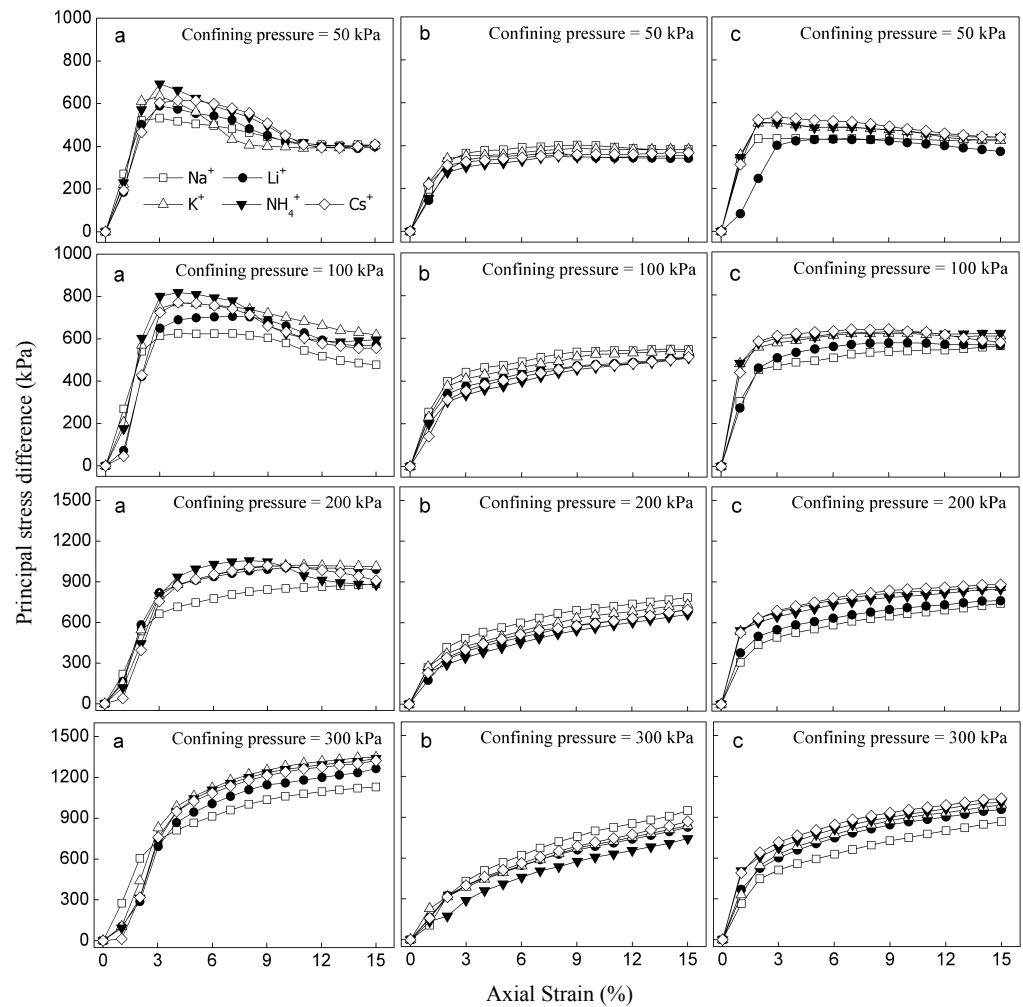 Principal stress difference (kPa)
1000
800
600
400
200
0
a
Confining pressure = 50 kPa
Na⁺
Li⁺
K⁺
NH₄⁺
Cs⁺
b
Confining pressure = 50 kPa
c
Confining pressure = 50 kPa
1000
800
600
400
200
0
a
Confining pressure = 100 kPa
b
Confining pressure = 100 kPa
c
Confining pressure = 100 kPa
1500
1200
900
600
300
0
a
Confining pressure = 200 kPa
b
Confining pressure = 200 kPa
c
Confining pressure = 200 kPa
1500
1200
900
600
300
0
a
Confining pressure = 300 kPa
b
Confining pressure = 300 kPa
c
Confining pressure = 300 kPa
0 3 6 9 12 15
0 3 6 9 12 15
0 3 6 9 12 15
Axial Strain (%)